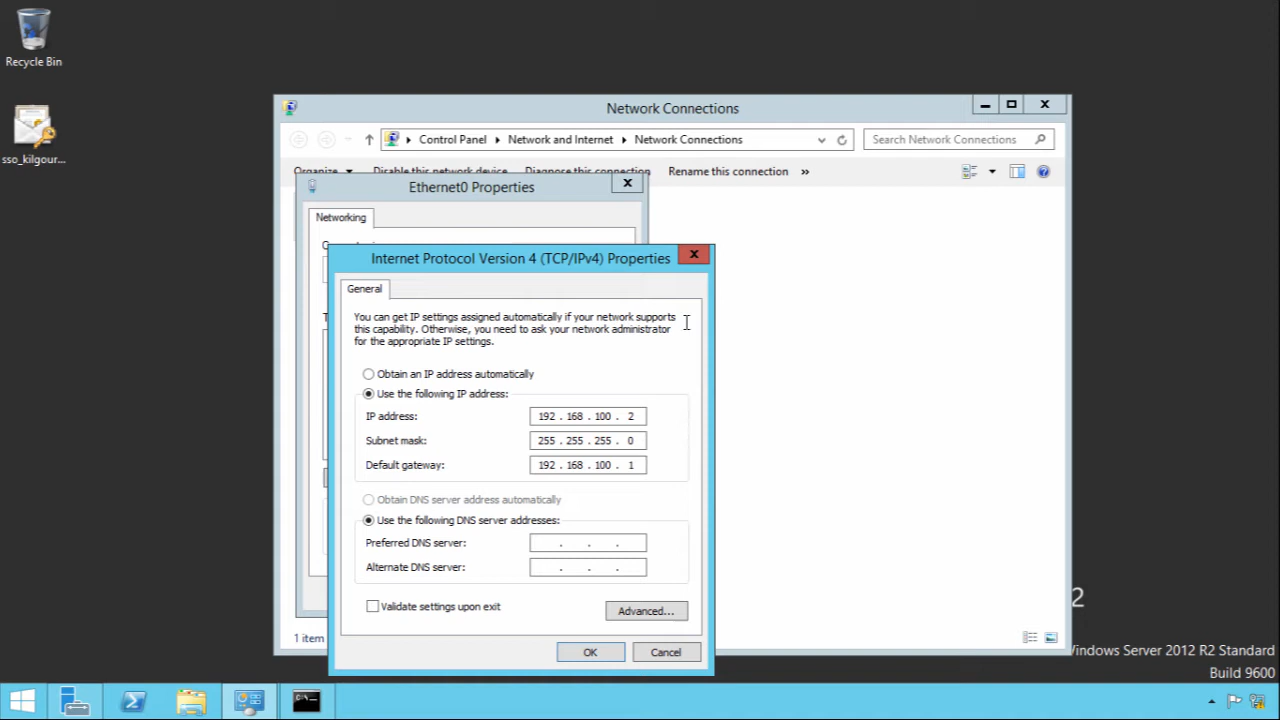 Recycle Bin
sso_kilgour...
Network Connections
Control Panel
Network and Internet
Network Connections
Search Network Connections
Organize
Disable this network device
Diagnose this connection
Rename this connection
»
Ethernet0 Properties
Networking
Internet Protocol Version 4 (TCP/IPv4) Properties
General
You can get IP settings assigned automatically if your network supports
this capability. Otherwise, you need to ask your network administrator
for the appropriate IP settings.
Obtain an IP address automatically
Use the following IP address:
IP address:
192 . 168 . 100 . 2
Subnet mask:
255 . 255 . 255 . 0
Default gateway:
192 . 168 . 100 . 1
Obtain DNS server address automatically
Use the following DNS server addresses:
Preferred DNS server:
. . .
Alternate DNS server:
. . .
Validate settings upon exit
Advanced...
OK
Cancel
1 item
2
Windows Server 2012 R2 Standard
Build 9600